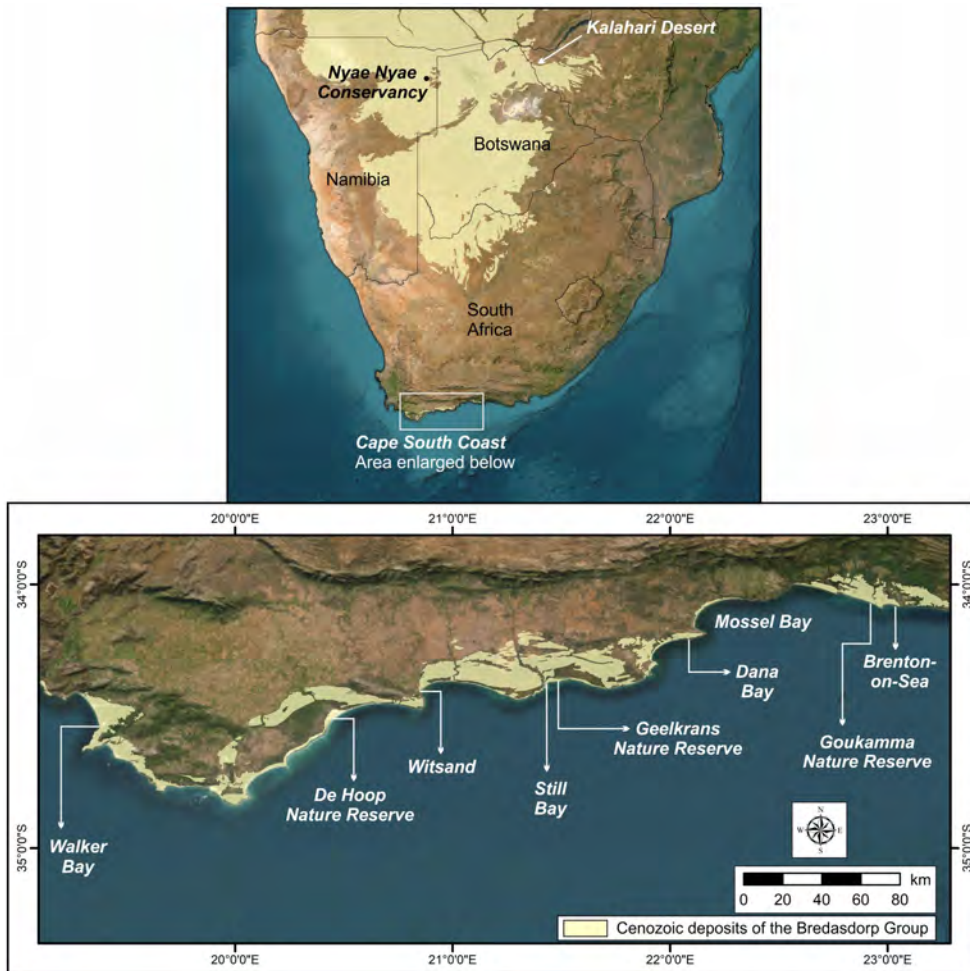 Kalahari Desert
Nyae Nyae
Conservancy
Botswana
Namibia
South
Africa
Cape South Coast
Area enlarged below
20°0'0"E
21°0'0"E
22°0'0"E
23°0'0"E
34°0'0"S
34°0'0"S
Mossel Bay
Brenton-
on-Sea
Dana
Bay
Geelkrans
Nature Reserve
Goukamma
Nature Reserve
Witsand
Still
Bay
De Hoop
Nature Reserve
Walker
Bay
35°0'0"S
35°0'0"S
N
W
E
S
km
0 20 40 60 80
Cenozoic deposits of the Bredasdorp Group
20°0'0"E
21°0'0"E
22°0'0"E
23°0'0"E